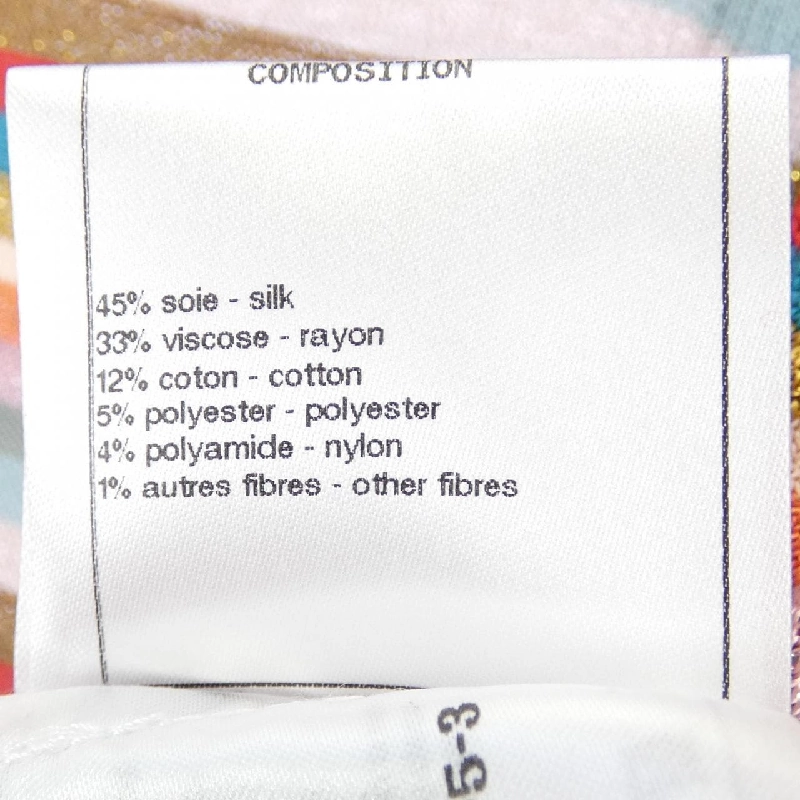 COMPOSITION
45% soie - silk
33% viscose - rayon
12% coton - cotton
5% polyester - polyester
4% polyamide - nylon
1% autres fibres - other fibres
5-3